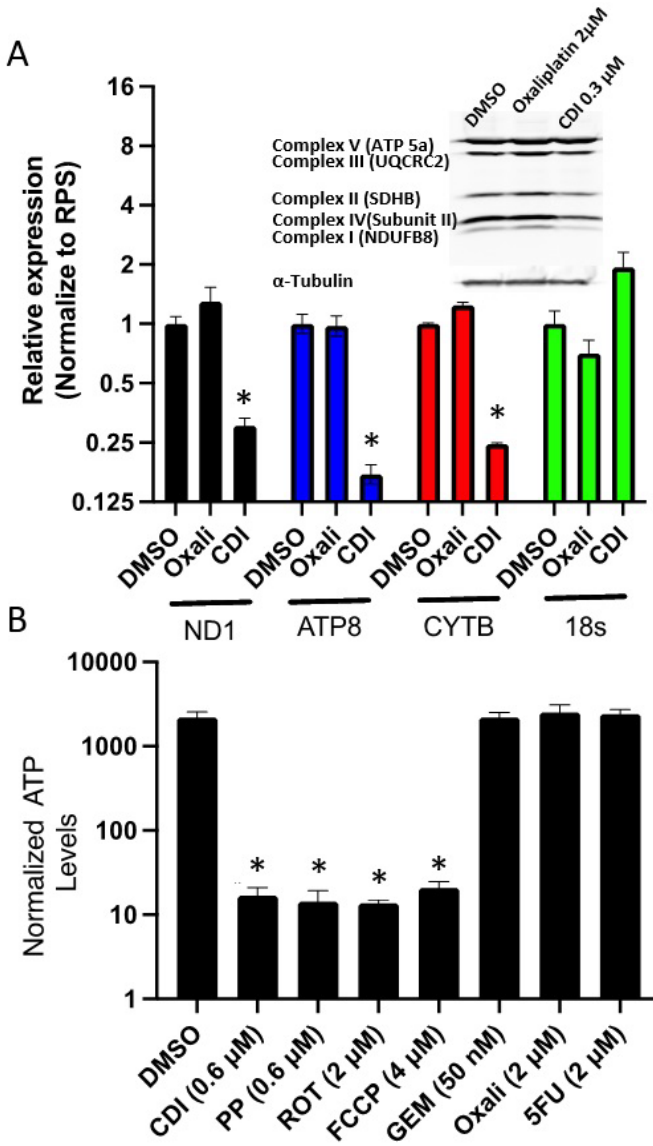 A
Relative expression
(Normalize to RPS)
16
8
4
2
1
0.5
0.25
0.125
DMSO
Oxaliplatin 2μM
CDI 0.3 μM
Complex V (ATP 5a)
Complex III (UQCRC2)
Complex II (SDHB)
Complex IV(Subunit II)
Complex I (NDUFB8)
α-Tubulin
*
*
*
DMSO
Oxali
CDI
DMSO
Oxali
CDI
DMSO
Oxali
CDI
DMSO
Oxali
CDI
ND1
ATP8
CYTB
18s
B
Normalized ATP
Levels
10000
1000
100
10
1
*
*
*
*
DMSO
CDI (0.6 μM)
PP (0.6 μM)
ROT (2 μM)
FCCP (4 μM)
GEM (50 nM)
Oxali (2 μM)
5FU (2 μM)